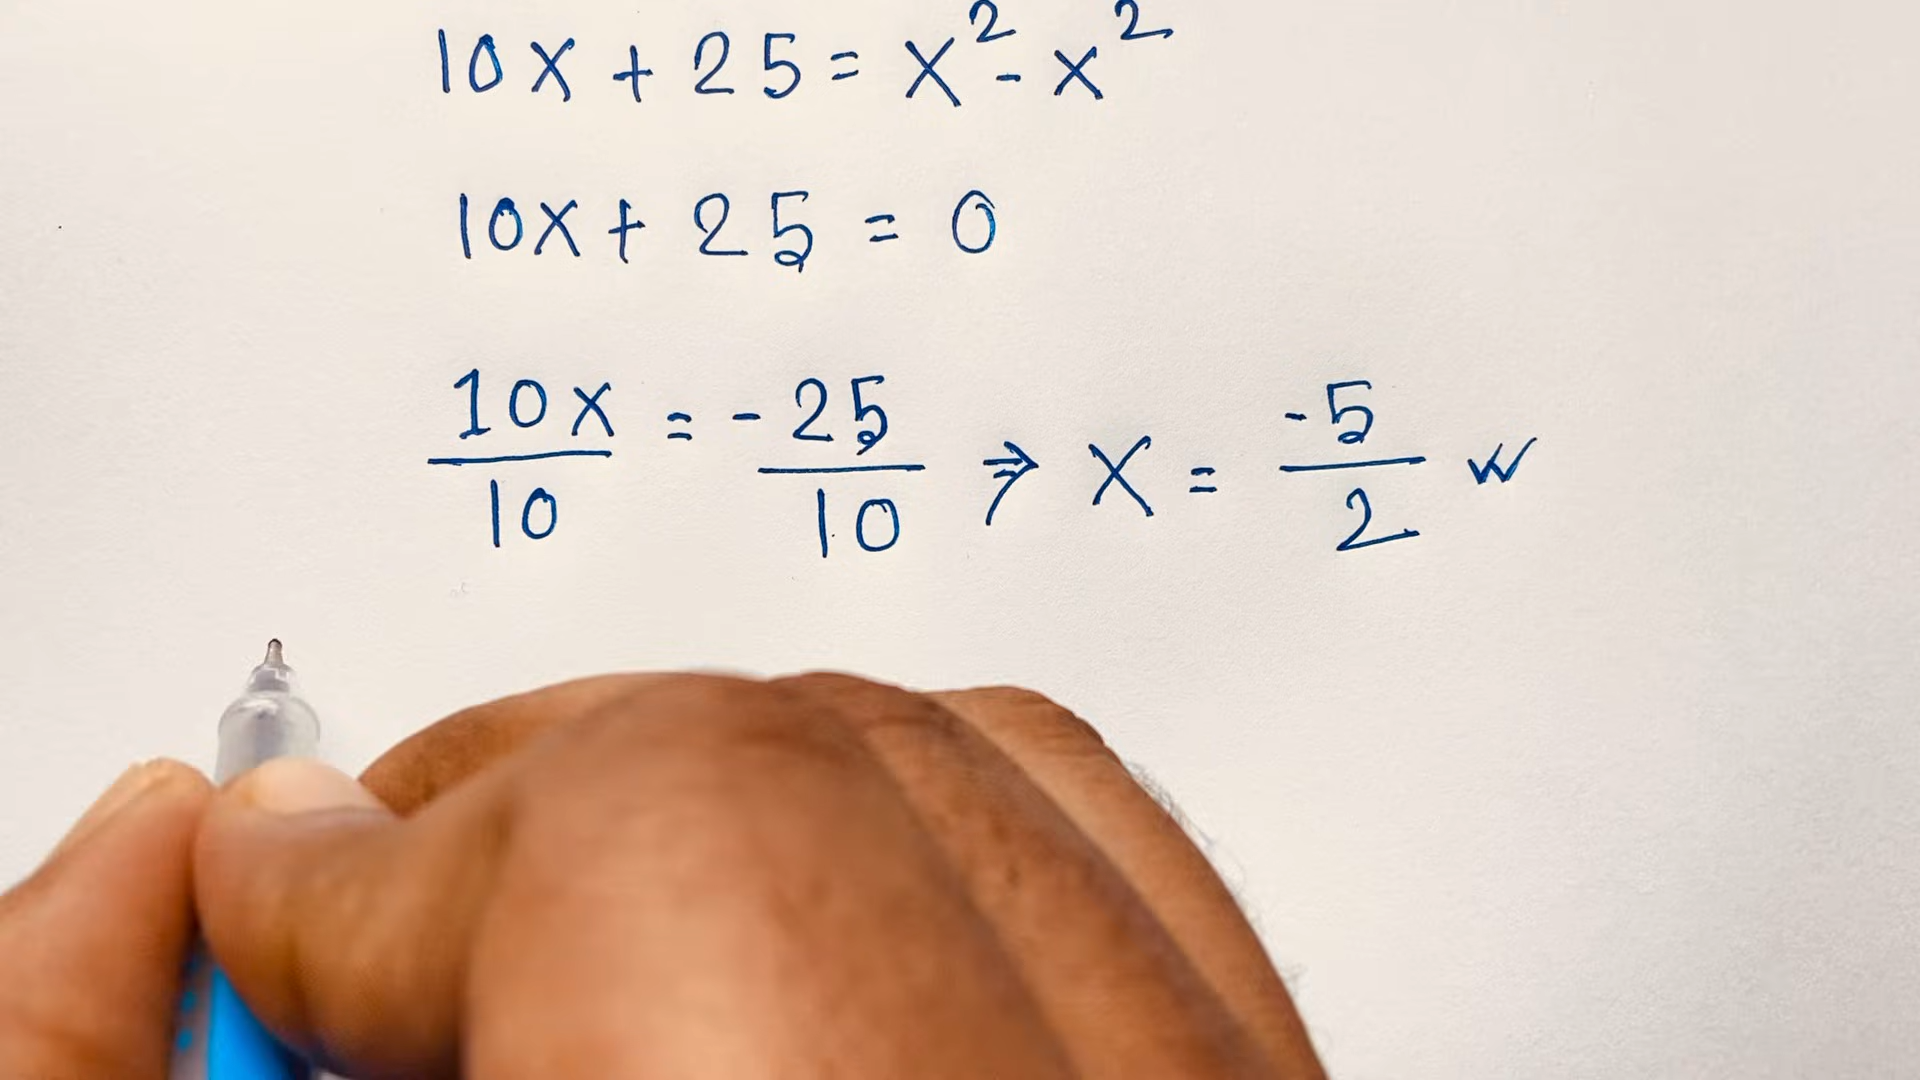 10x + 25 = x² - x²
10x + 25 = 0
10x/10 = -25/10 ⇒ x = -5/2 ✓